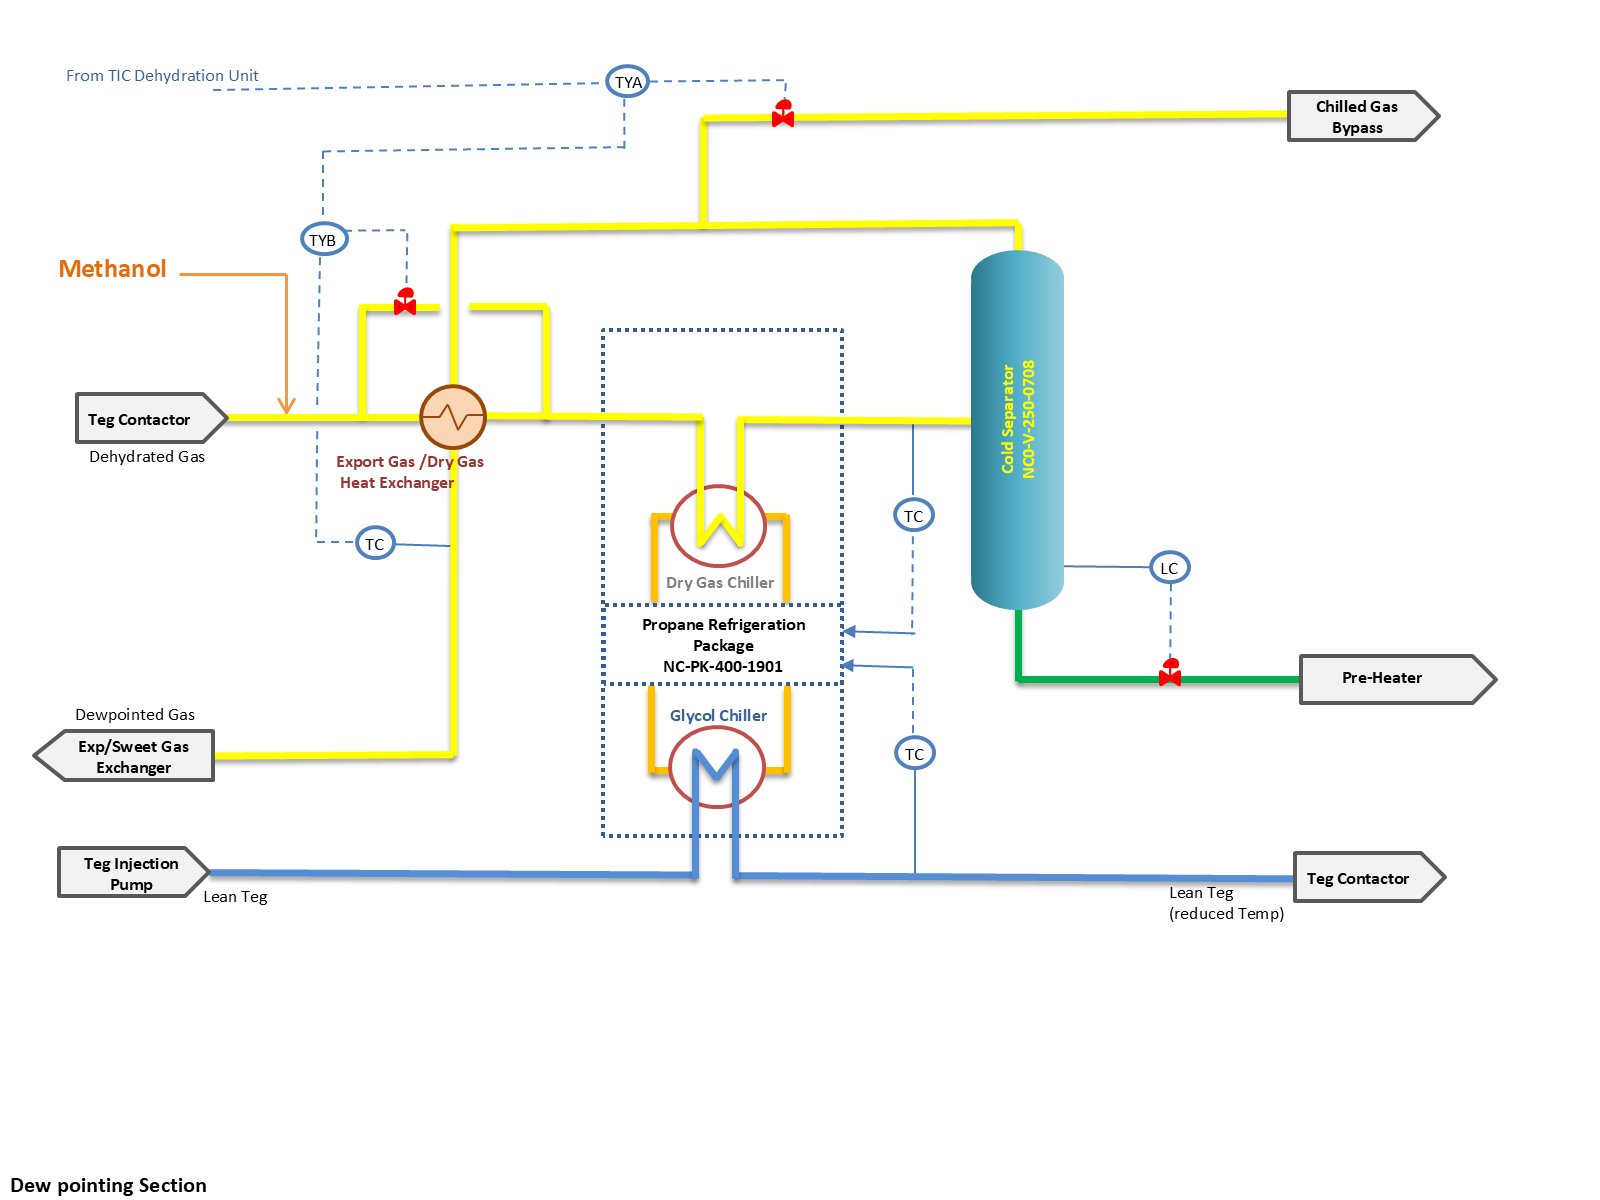 From TIC Dehydration Unit
TYA
Chilled Gas
Bypass
TYB
Methanol
Teg Contactor
Dehydrated Gas
Export Gas /Dry Gas
Heat Exchanger
Cold Separator
NC0-V-250-0708
TC
TC
LC
Dry Gas Chiller
Propane Refrigeration
Package
NC-PK-400-1901
Pre-Heater
Dewpointed Gas
Exp/Sweet Gas
Exchanger
Glycol Chiller
TC
Teg Injection
Pump
Lean Teg
Teg Contactor
Lean Teg
(reduced Temp)
Dew pointing Section